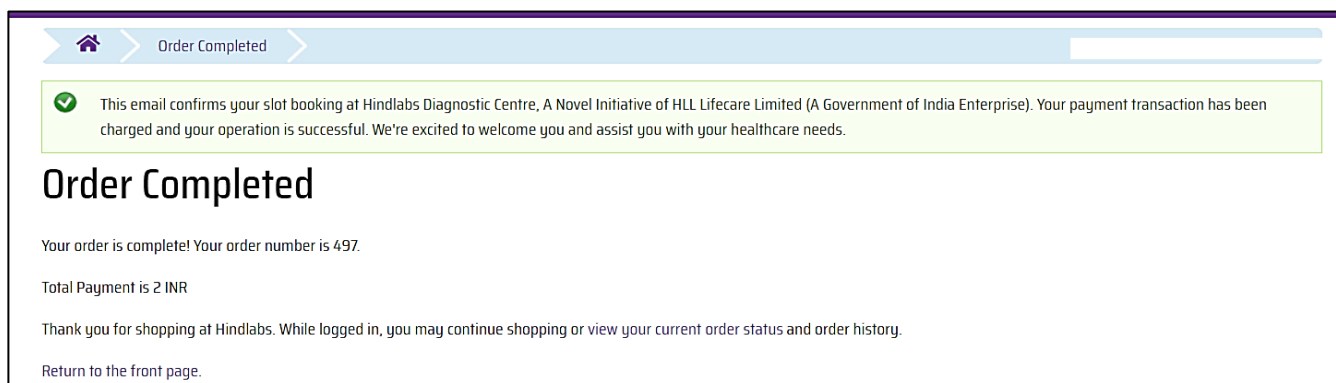 Order Completed
This email confirms your slot booking at Hindlabs Diagnostic Centre, A Novel Initiative of HLL Lifecare Limited (A Government of India Enterprise). Your payment transaction has been
charged and your operation is successful. We're excited to welcome you and assist you with your healthcare needs.
Order Completed
Your order is complete! Your order number is 497.
Total Payment is 2 INR
Thank you for shopping at Hindlabs. While logged in, you may continue shopping or view your current order status and order history.
Return to the front page.